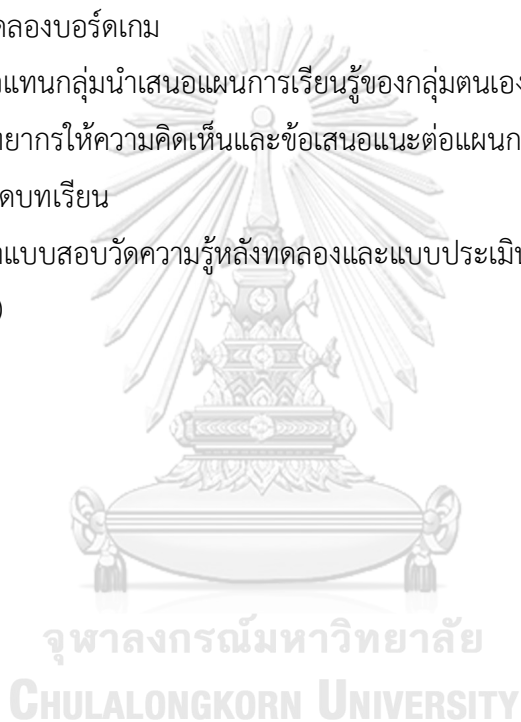 ดลองบอร์ดเกม
แทนกลุ่มนำเสนอแผนการเรียนรู้ของกลุ่มตนเอง
ทยากรให้ความคิดเห็นและข้อเสนอแนะต่อแผนก
ดบทเรียน
แบบสอบวัดความรู้หลังทดลองและแบบประเมิน
)
จุฬาลงกรณ์มหาวิทยาลัย
CHULALONGKORN UNIVERSITY